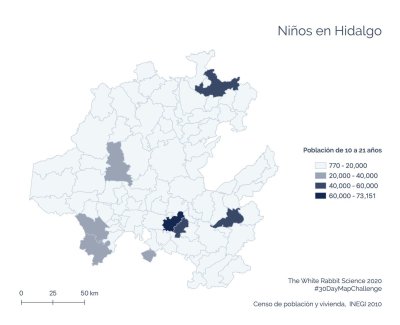 Niños en Hidalgo
Población de 10 a 21 años
770 - 20,000
20,000 - 40,000
40,000 - 60,000
60,000 - 73,151
The White Rabbit Science 2020
#30DayMapChallenge
Censo de población y vivienda, INEGI 2010
0 25 50 km